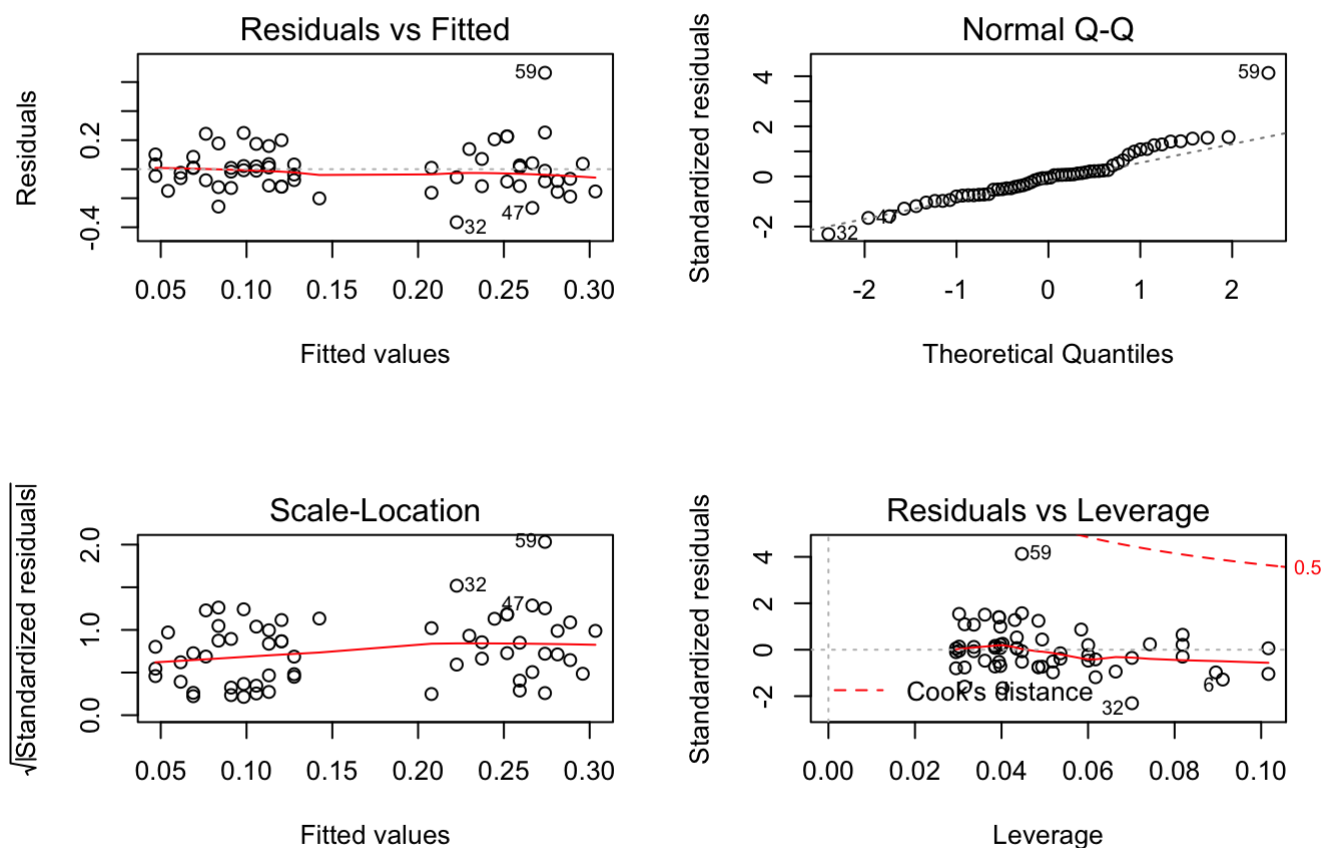 Residuals vs Fitted
Residuals
0.2
-0.4
59
47
32
0.05 0.10 0.15 0.20 0.25 0.30
Fitted values
Normal Q-Q
Standardized residuals
4
2
0
-2
59
47
32
-2 -1 0 1 2
Theoretical Quantiles
Scale-Location
√|Standardized residuals|
2.0
1.0
0.0
59
32
47
0.05 0.10 0.15 0.20 0.25 0.30
Fitted values
Residuals vs Leverage
Standardized residuals
4
2
0
-2
59
0.5
6
Cook's distance
32
0.00 0.02 0.04 0.06 0.08 0.10
Leverage